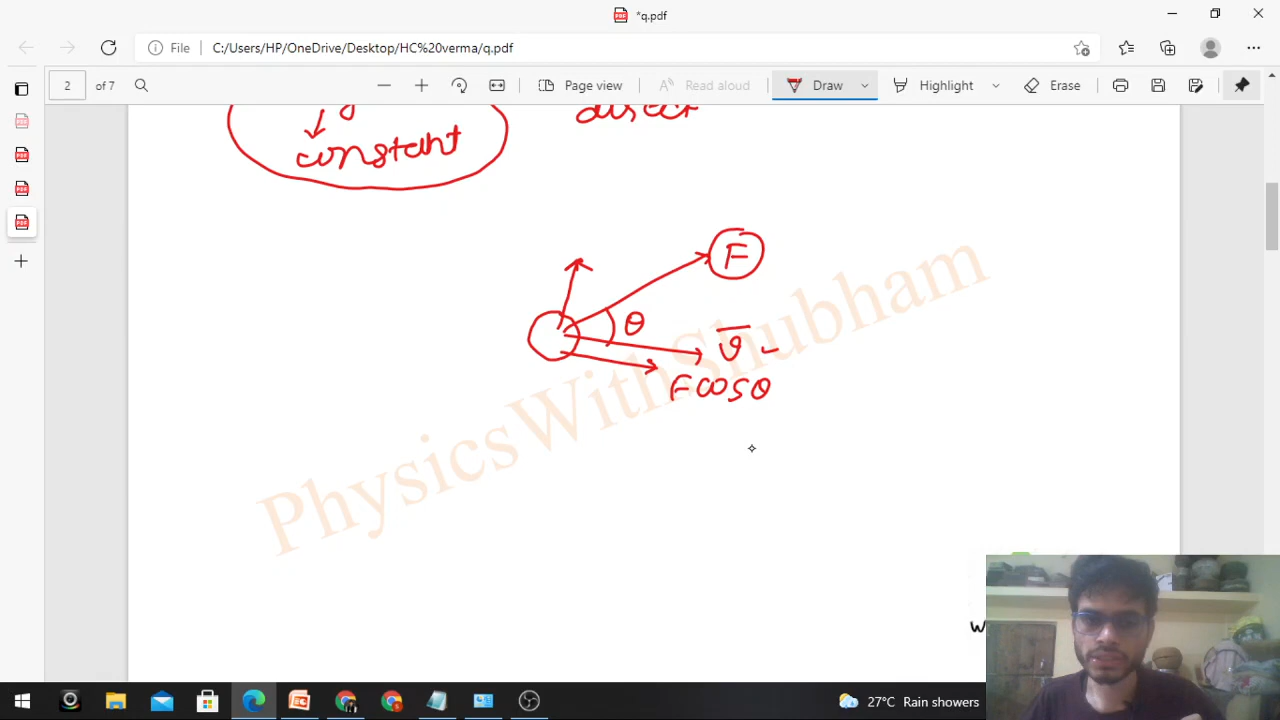 *q.pdf
File C:/Users/HP/OneDrive/Desktop/HC%20verma/q.pdf
2 of 7 Page view Read aloud Draw Highlight Erase
direct
constant
F
θ
v
F cos θ
PhysicsWithShubham
W
27°C Rain showers